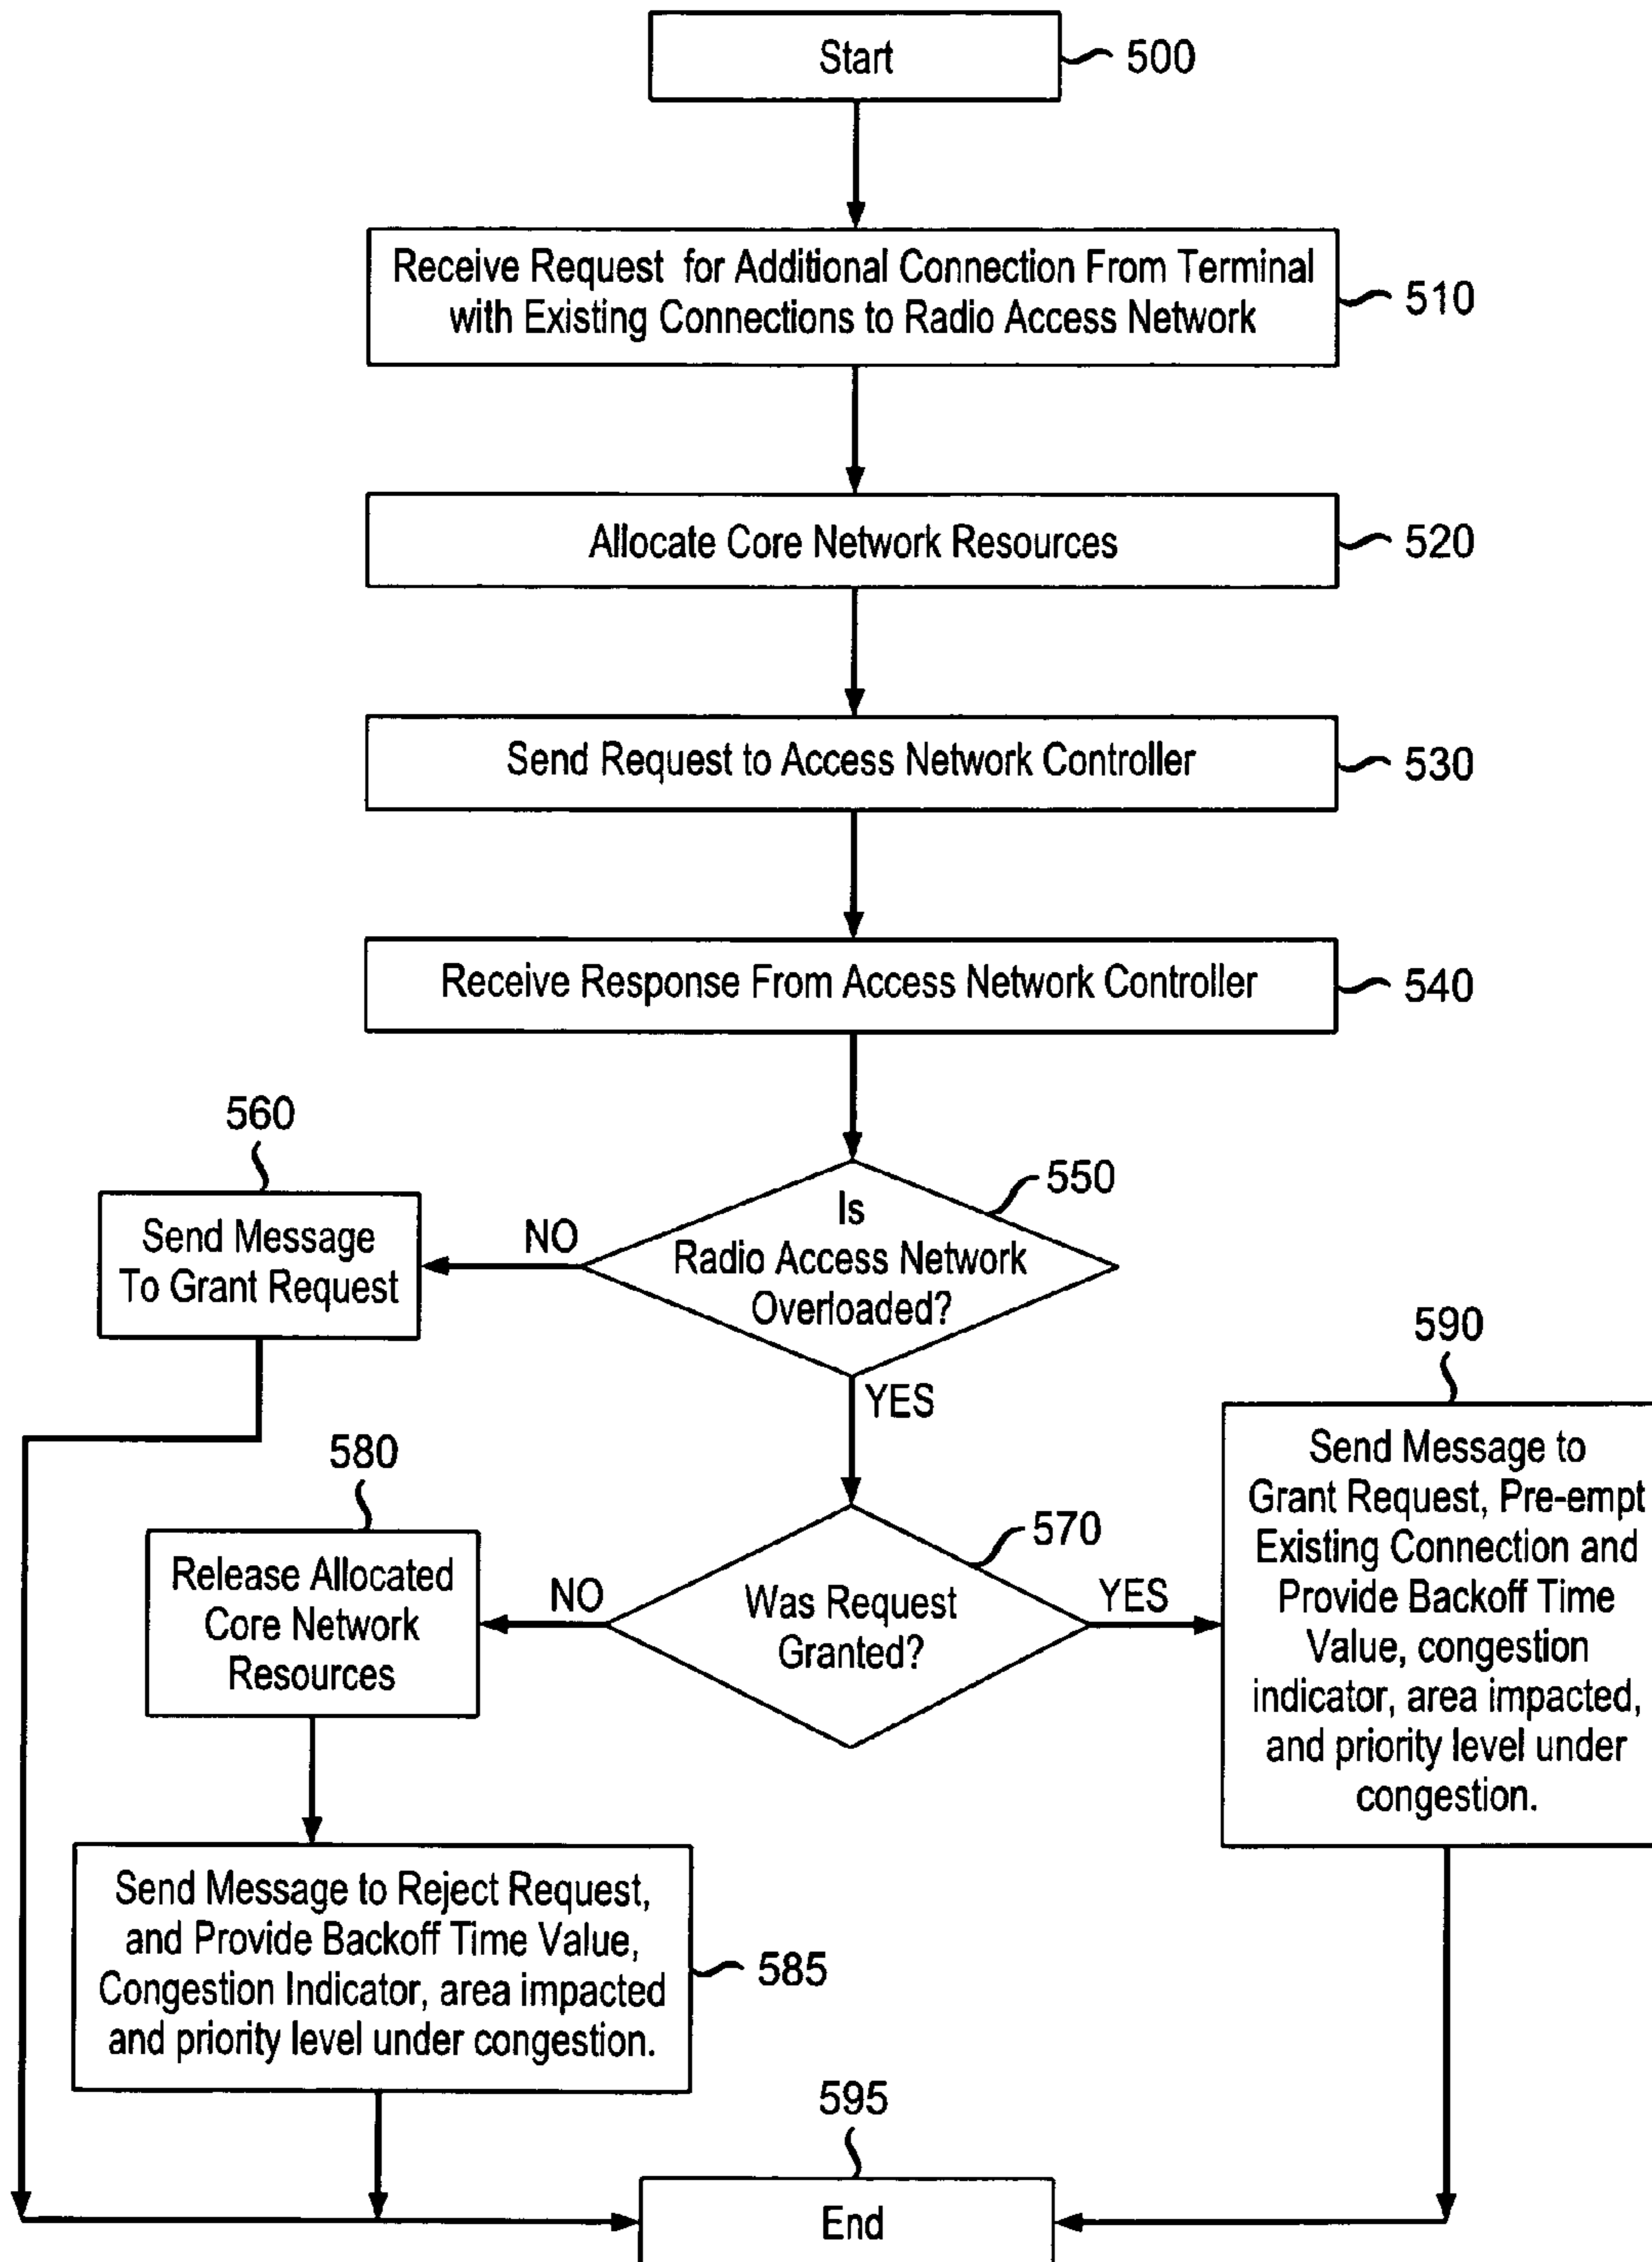 Start
500
Receive Request for Additional Connection From Terminal
with Existing Connections to Radio Access Network
510
Allocate Core Network Resources
520
Send Request to Access Network Controller
530
Receive Response From Access Network Controller
540
560
Send Message
To Grant Request
NO
Is
Radio Access Network
Overloaded?
550
YES
590
Send Message to
Grant Request, Pre-empt
Existing Connection and
Provide Backoff Time
Value, congestion
indicator, area impacted,
and priority level under
congestion.
580
Release Allocated
Core Network
Resources
NO
Was Request
Granted?
570
YES
Send Message to Reject Request,
and Provide Backoff Time Value,
Congestion Indicator, area impacted
and priority level under congestion.
585
595
End